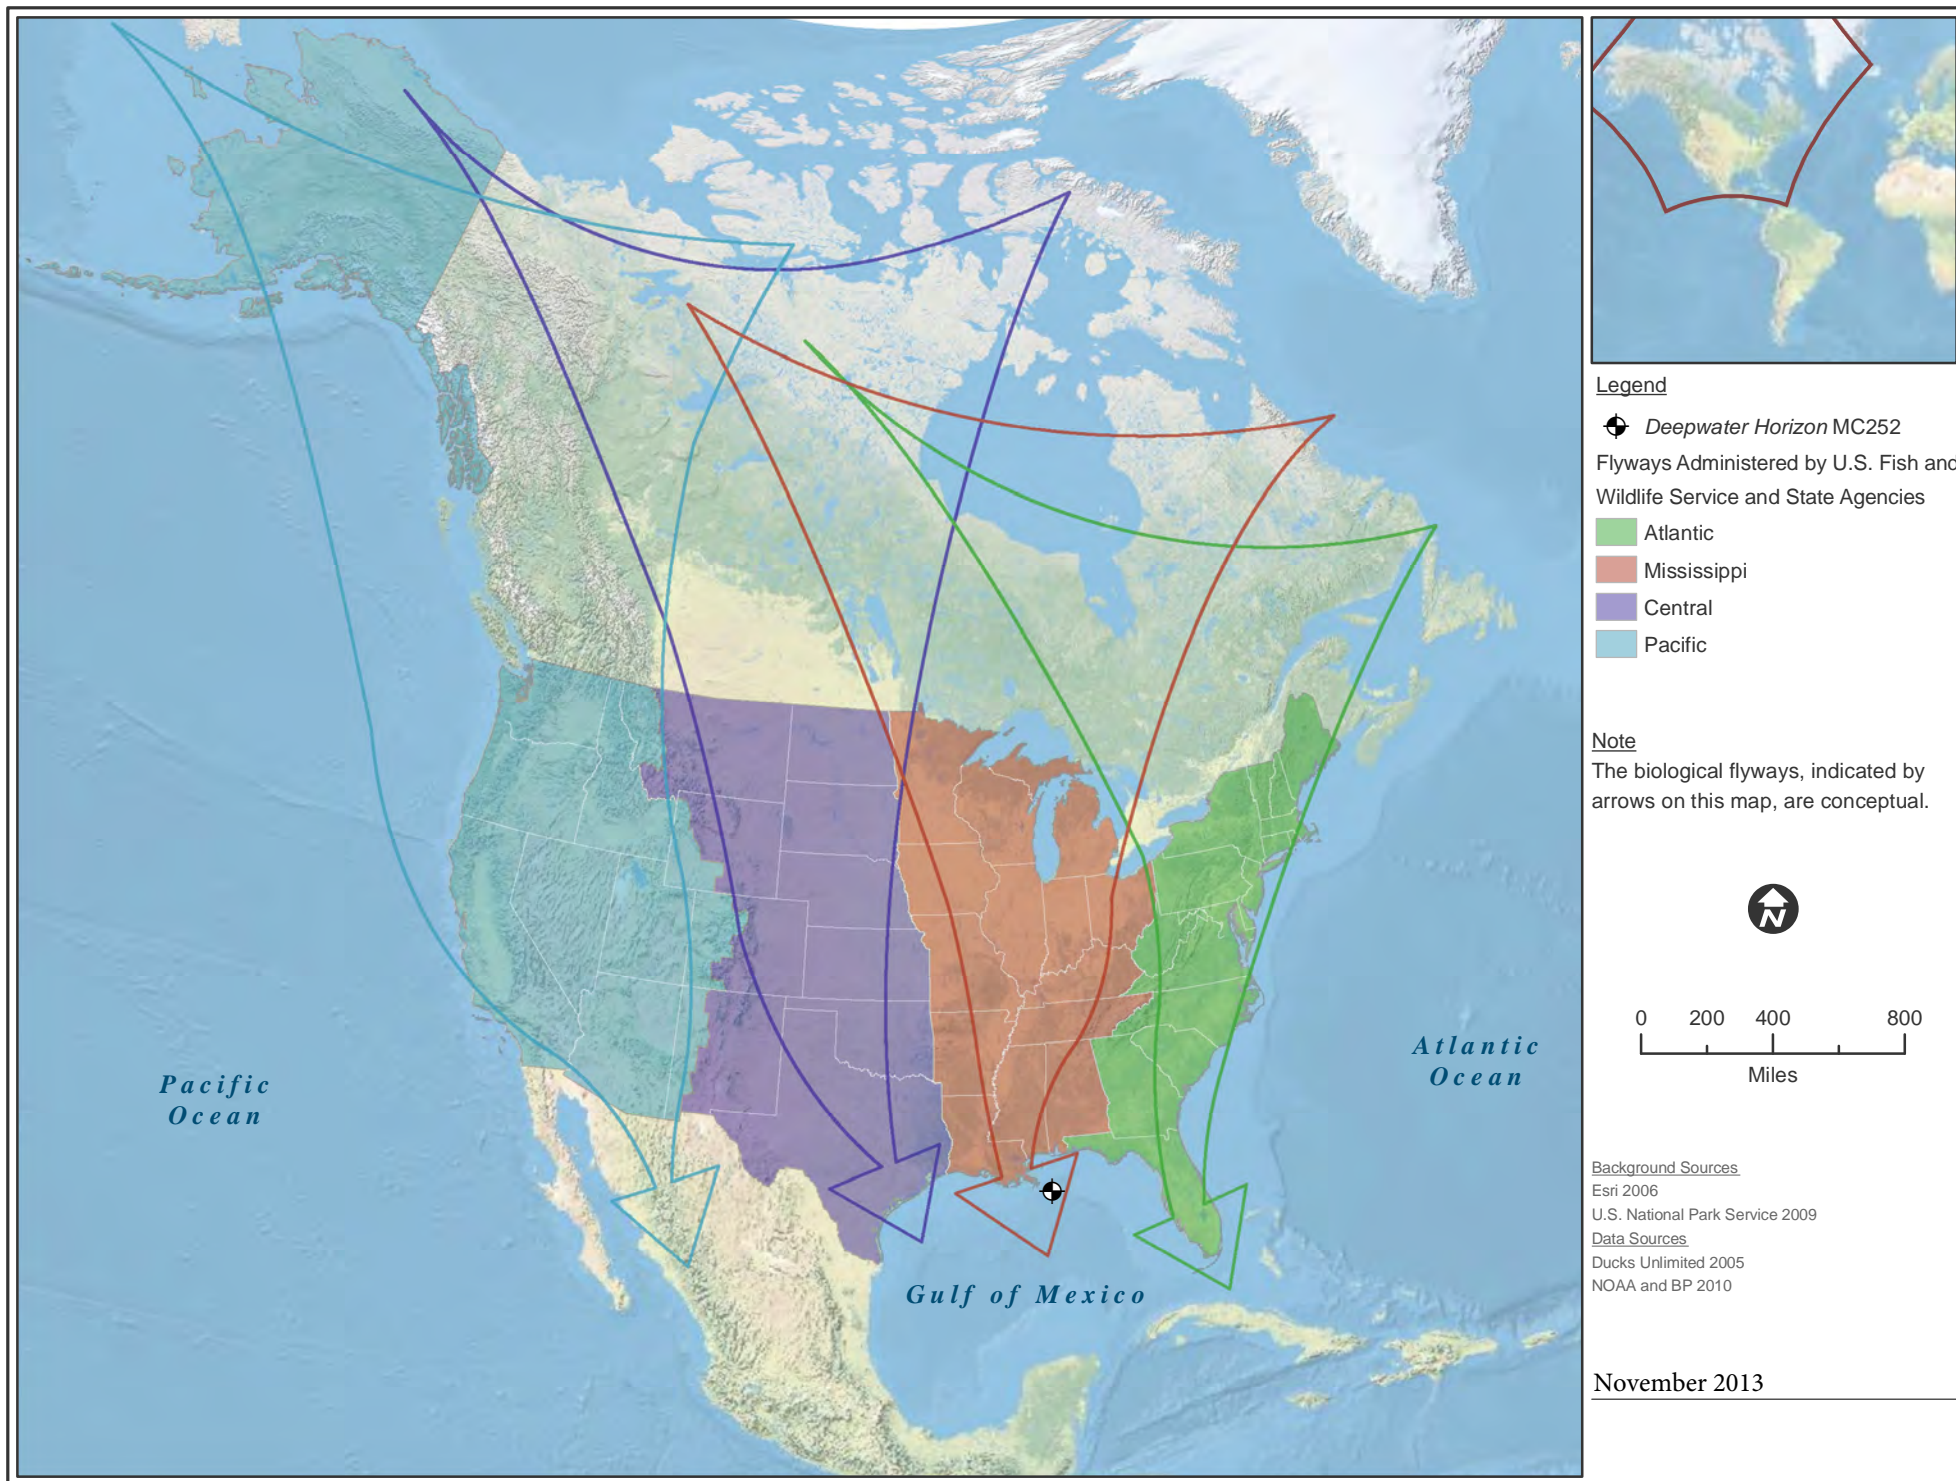 Pacific
Ocean
Gulf of Mexico
Atlantic
Ocean
Legend
Deepwater Horizon MC252
Flyways Administered by U.S. Fish and
Wildlife Service and State Agencies
Atlantic
Mississippi
Central
Pacific
Note
The biological flyways, indicated by
arrows on this map, are conceptual.
N
0 200 400 800
Miles
Background Sources
Esri 2006
U.S. National Park Service 2009
Data Sources
Ducks Unlimited 2005
NOAA and BP 2010
November 2013